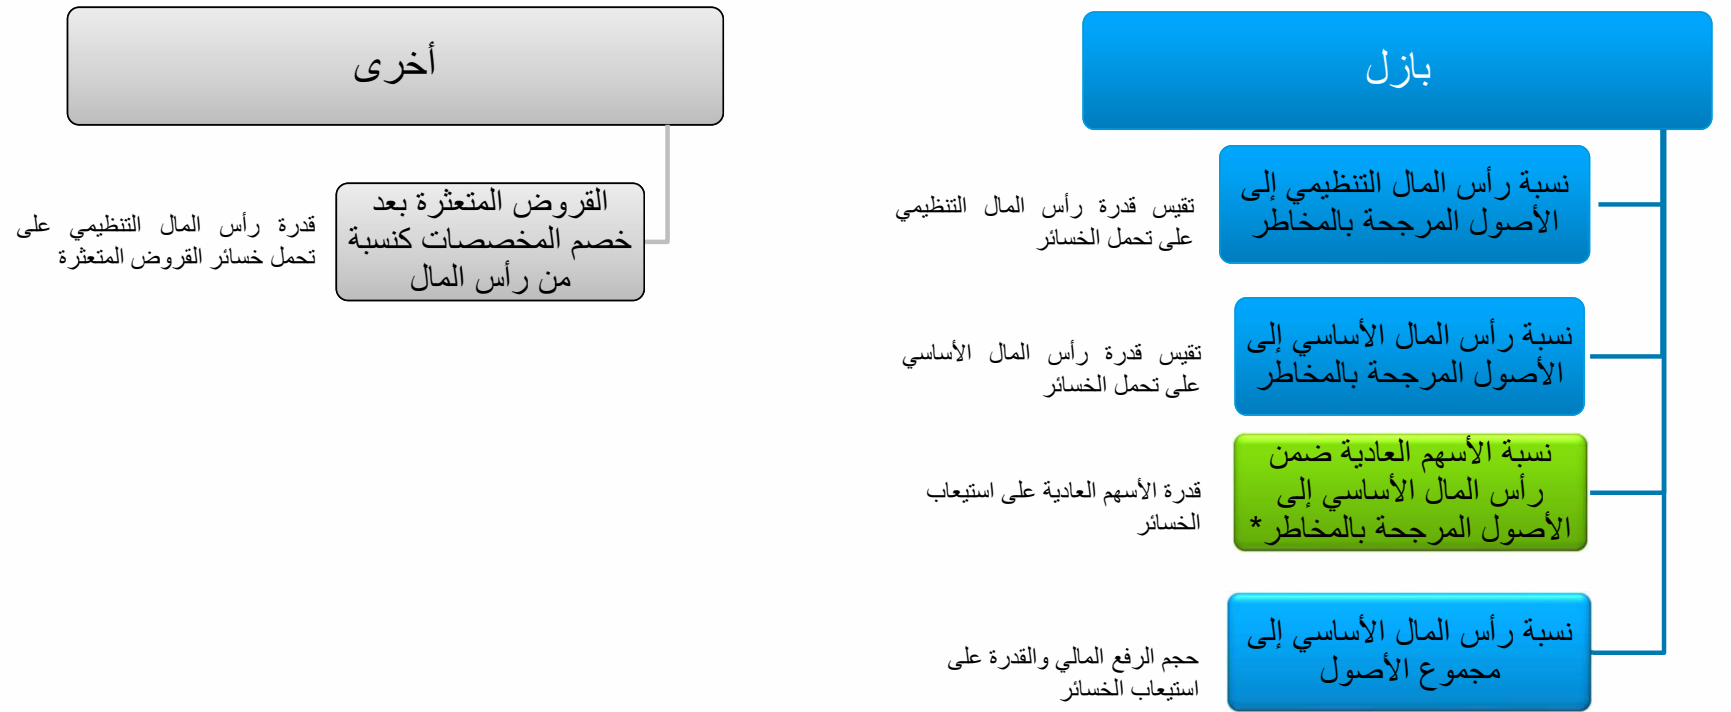 بازل
نسبة رأس المال التنظيمي إلى
الأصول المرجحة بالمخاطر
تقيس قدرة رأس المال التنظيمي
على تحمل الخسائر
نسبة رأس المال الأساسي إلى
الأصول المرجحة بالمخاطر
تقيس قدرة رأس المال الأساسي
على تحمل الخسائر
نسبة الأسهم العادية ضمن
رأس المال الأساسي إلى
الأصول المرجحة بالمخاطر*
قدرة الأسهم العادية على استيعاب
الخسائر
نسبة رأس المال الأساسي إلى
مجموع الأصول
حجم الرفع المالي والقدرة على
استيعاب الخسائر
أخرى
القروض المتعثرة بعد
خصم المخصصات كنسبة
من رأس المال
قدرة رأس المال التنظيمي على
تحمل خسائر القروض المتعثرة